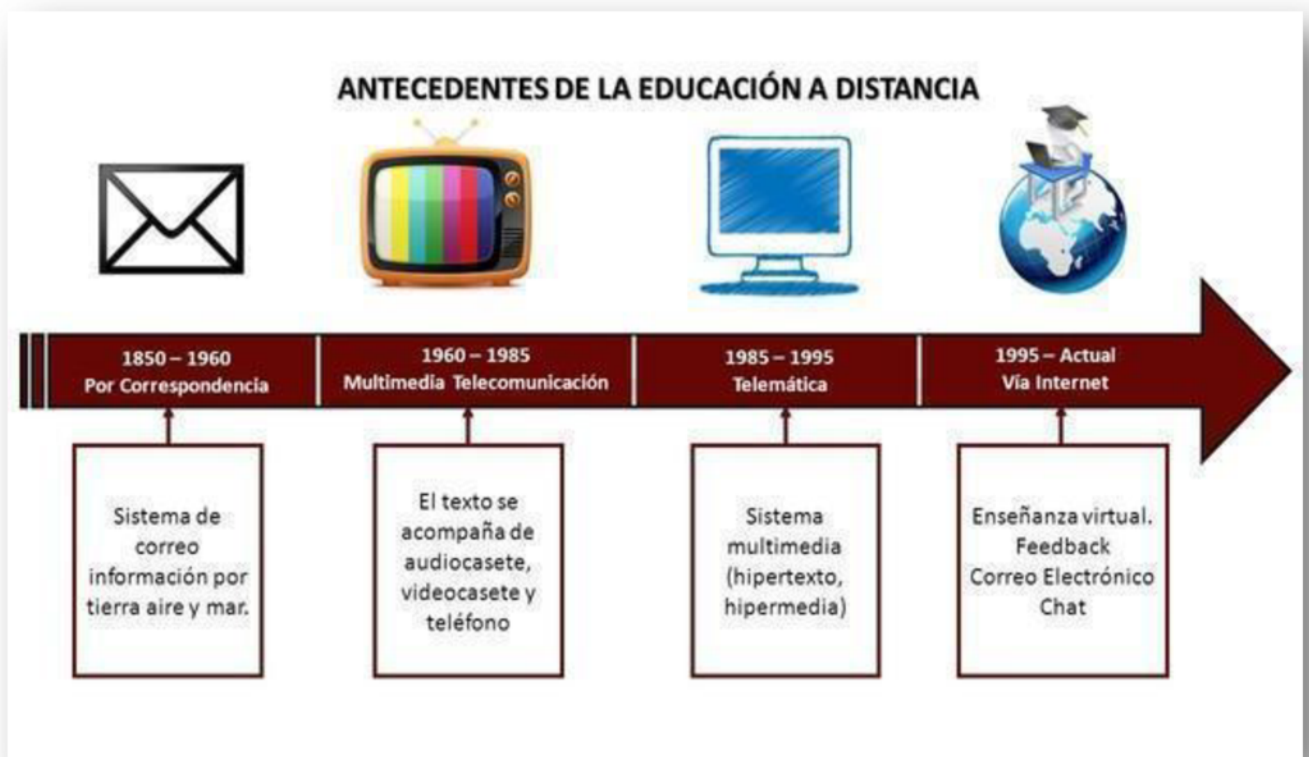 ANTECEDENTES DE LA EDUCACIÓN A DISTANCIA
1850 – 1960
Por Correspondencia
1960 – 1985
Multimedia Telecomunicación
1985 – 1995
Telemática
1995 – Actual
Vía Internet
Sistema de
correo
información por
tierra aire y mar.
El texto se
acompaña de
audiocasete,
videocasete y
teléfono
Sistema
multimedia
(hipertexto,
hipermedia)
Enseñanza virtual.
Feedback
Correo Electrónico
Chat